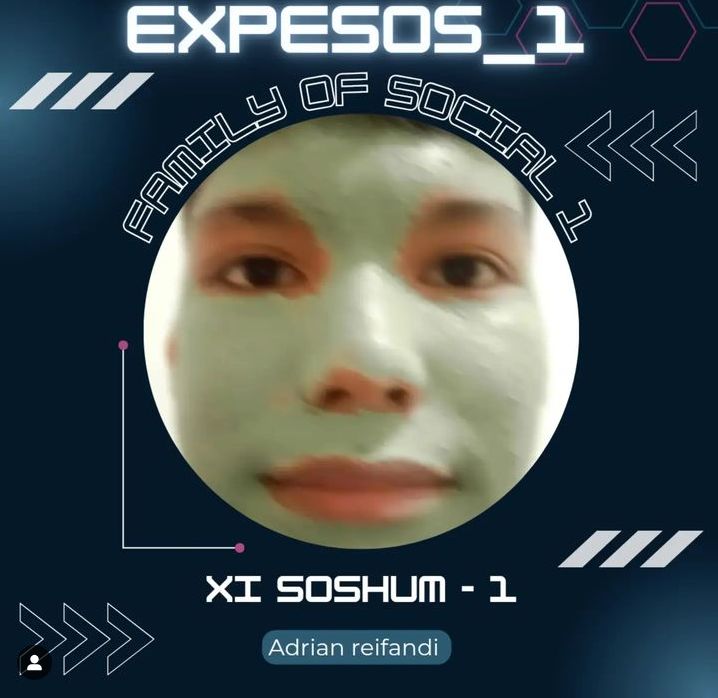 EXPESOS_1
FAMILY OF SOCIAL 1
XI SOSHUM - 1
Adrian reifandi